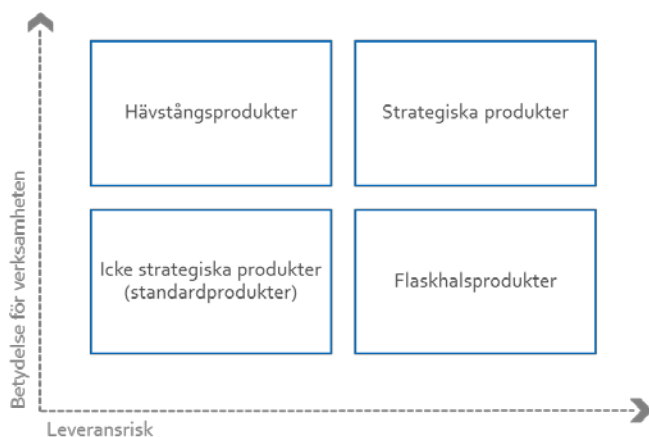 Betydelse för verksamheten
Hävstångsprodukter
Strategiska produkter
Icke strategiska produkter
(standardprodukter)
Flaskhalsprodukter
Leveransrisk